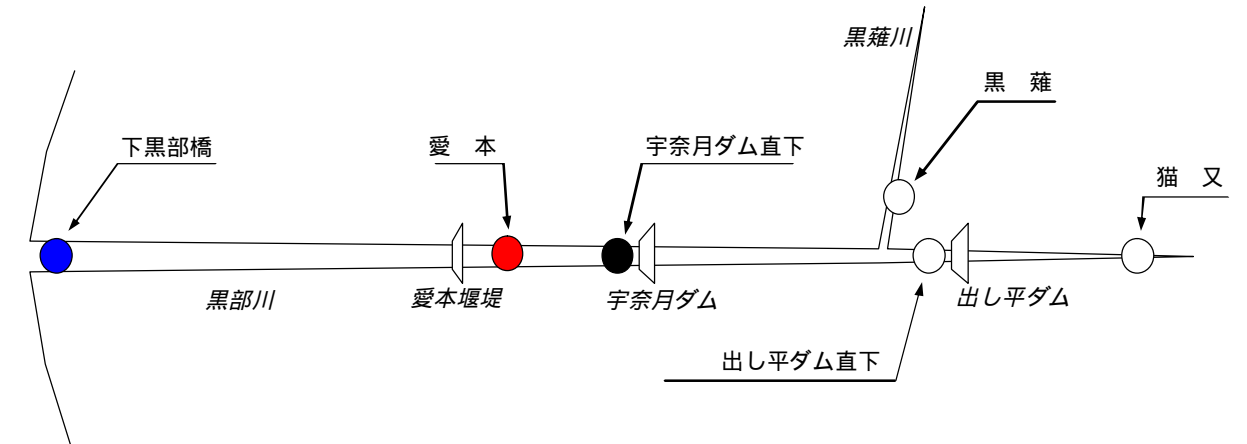 黒薙川
黒　薙
下黒部橋
愛　本
宇奈月ダム直下
猫　又
黒部川
愛本堰堤
宇奈月ダム
出し平ダム
出し平ダム直下